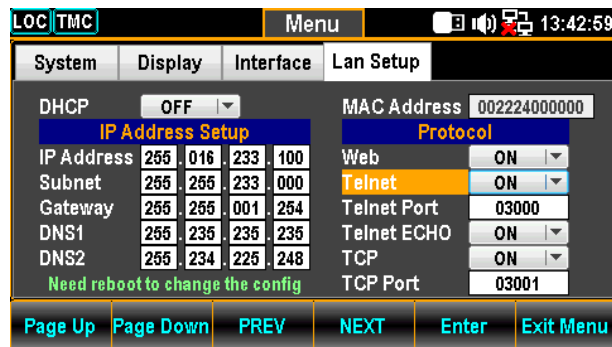 LOC TMC Menu 13:42:59
System Display Interface Lan Setup
DHCP OFF MAC Address 002224000000
IP Address Setup Protocol
IP Address 255 . 016 . 233 . 100 Web ON
Subnet 255 . 255 . 233 . 000 Telnet ON
Gateway 255 . 255 . 001 . 254 Telnet Port 03000
DNS1 255 . 235 . 235 . 235 Telnet ECHO ON
DNS2 255 . 234 . 225 . 248 TCP ON
Need reboot to change the config TCP Port 03001
Page Up Page Down PREV NEXT Enter Exit Menu